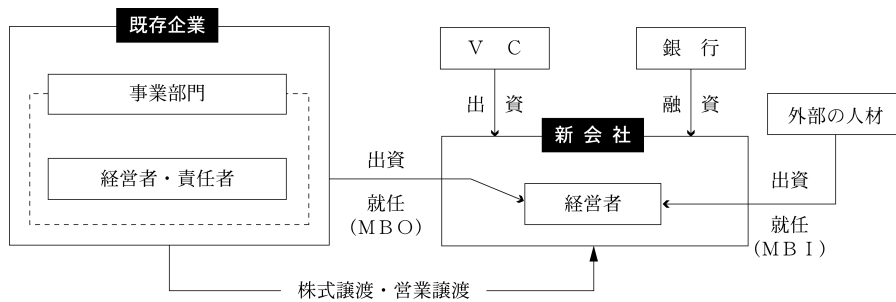 既存企業
事業部門
経営者・責任者
ＶＣ
銀行
出資
融資
外部の人材
新会社
経営者
出資
就任
(ＭＢＯ)
出資
就任
(ＭＢＩ)
株式譲渡・営業譲渡